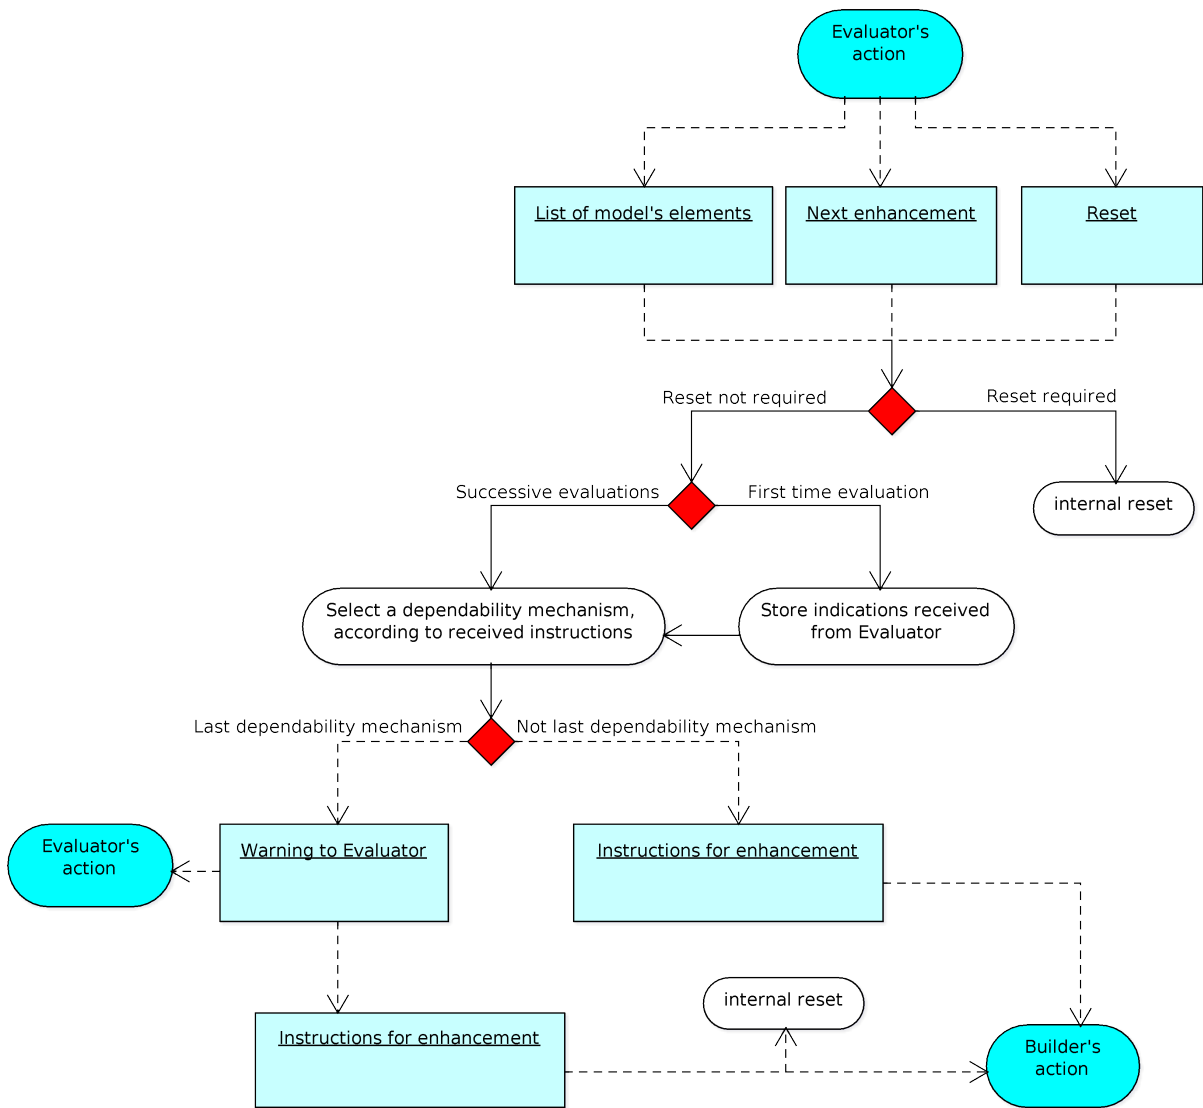 Evaluator's
action
List of model's elements
Next enhancement
Reset
Reset not required
Reset required
Successive evaluations
First time evaluation
internal reset
Select a dependability mechanism,
according to received instructions
Store indications received
from Evaluator
Last dependability mechanism
Not last dependability mechanism
Evaluator's
action
Warning to Evaluator
Instructions for enhancement
internal reset
Instructions for enhancement
Builder's
action